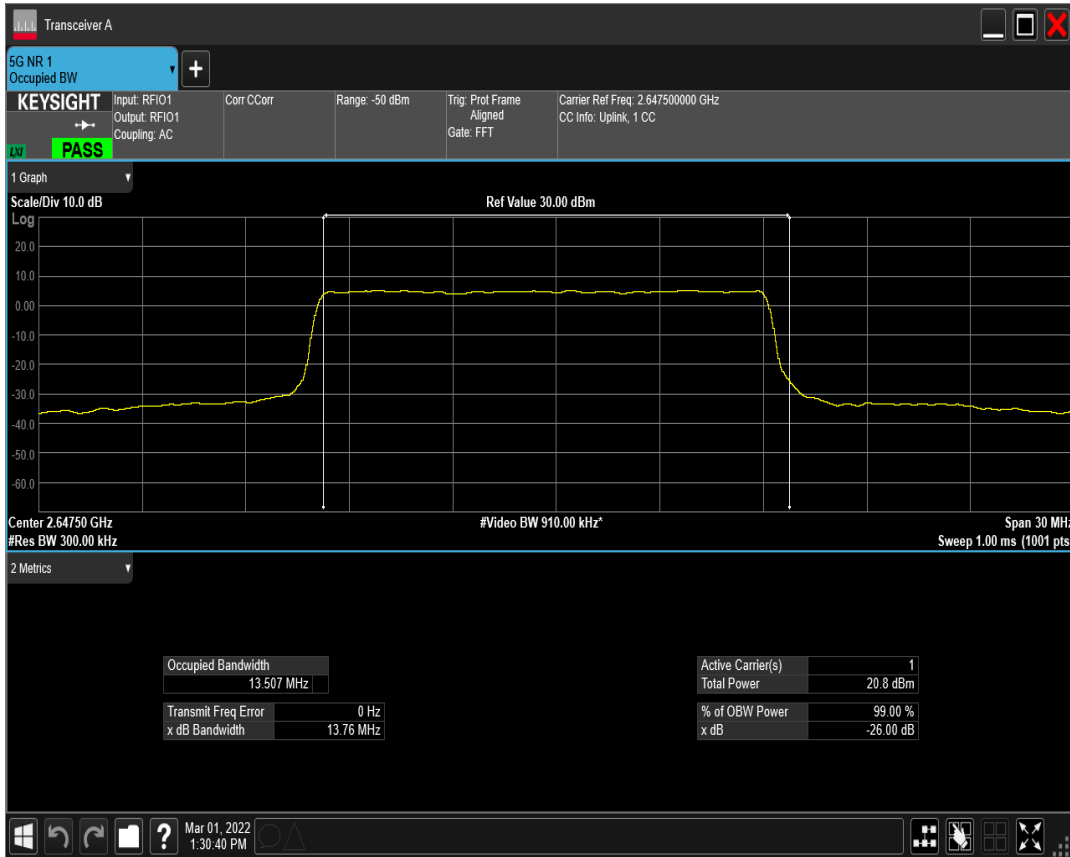 Transceiver A
5G NR 1
Occupied BW
+
KEYSIGHT
LXI
PASS
Input: RFIO1
Output: RFIO1
Coupling: AC
Corr CCorr
Range: -50 dBm
Trig: Prot Frame
Aligned
Gate: FFT
Carrier Ref Freq: 2.647500000 GHz
CC Info: Uplink, 1 CC
1 Graph
Scale/Div 10.0 dB
Ref Value 30.00 dBm
Log
20.0
10.0
0.00
-10.0
-20.0
-30.0
-40.0
-50.0
-60.0
Center 2.64750 GHz
#Video BW 910.00 kHz*
Span 30 MHz
#Res BW 300.00 kHz
Sweep 1.00 ms (1001 pts
2 Metrics
Occupied Bandwidth
13.507 MHz
Transmit Freq Error 0 Hz
x dB Bandwidth 13.76 MHz
Active Carrier(s) 1
Total Power 20.8 dBm
% of OBW Power 99.00 %
x dB -26.00 dB
?
Mar 01, 2022
1:30:40 PM